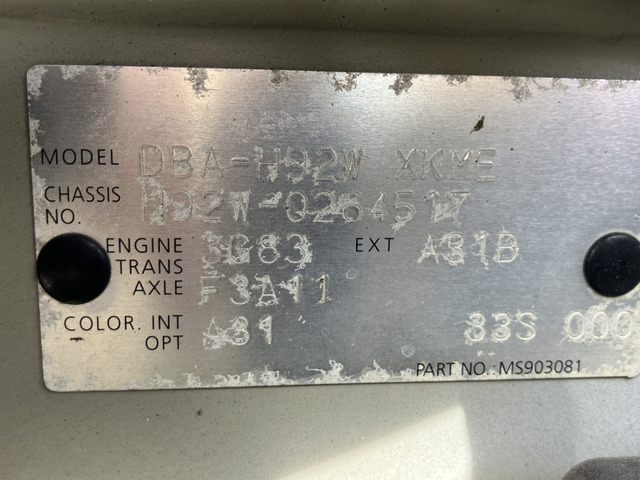 MODEL DBA-H92W XKME
CHASSIS NO. H92W-0264517
ENGINE 3G83 EXT A31B
TRANS AXLE F3A11
COLOR. INT OPT A31 33S 000
PART NO.: MS903081